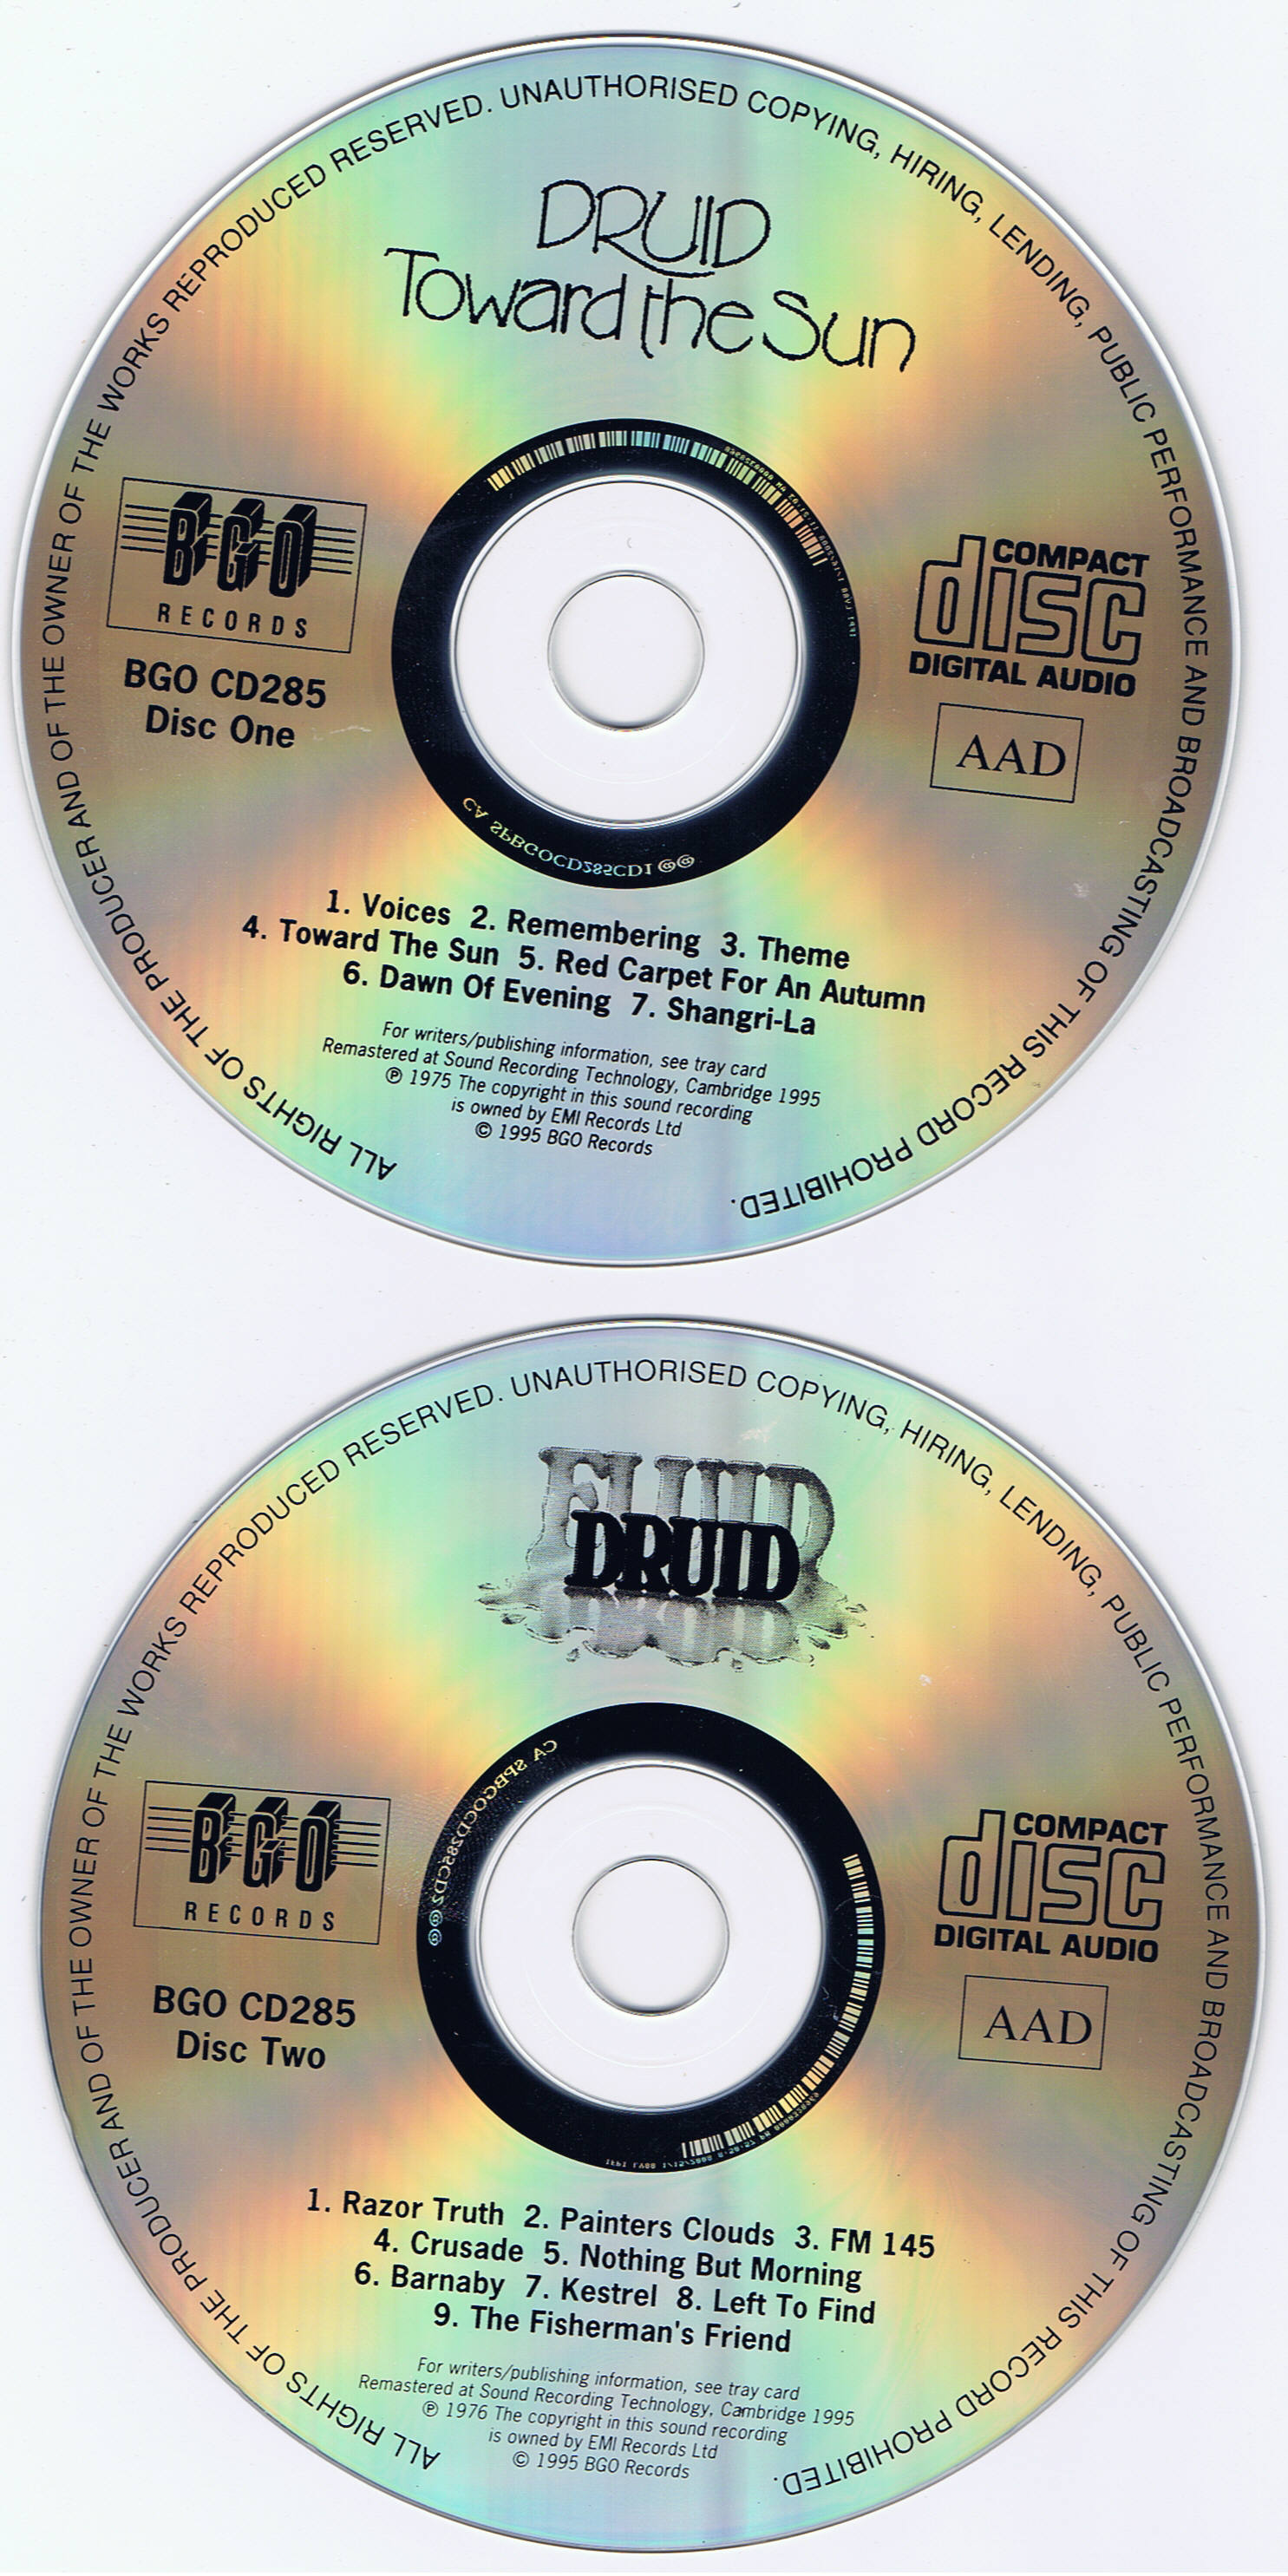 ALL RIGHTS OF THE PRODUCER AND OF THE OWNER OF THE WORKS REPRODUCED RESERVED. UNAUTHORISED COPYING, HIRING, LENDING, PUBLIC PERFORMANCE AND BROADCASTING OF THIS RECORD PROHIBITED.
DRUID
Toward the Sun
BGO
RECORDS
BGO CD285
Disc One
COMPACT
disc
DIGITAL AUDIO
AAD
CA SPBGOCD285CD1 @@
1. Voices 2. Remembering 3. Theme
4. Toward The Sun 5. Red Carpet For An Autumn
6. Dawn Of Evening 7. Shangri-La
For writers/publishing information, see tray card
Remastered at Sound Recording Technology, Cambridge 1995
℗ 1975 The copyright in this sound recording
is owned by EMI Records Ltd
© 1995 BGO Records
ALL RIGHTS OF THE PRODUCER AND OF THE OWNER OF THE WORKS REPRODUCED RESERVED. UNAUTHORISED COPYING, HIRING, LENDING, PUBLIC PERFORMANCE AND BROADCASTING OF THIS RECORD PROHIBITED.
FLUID
DRUID
BGO
RECORDS
BGO CD285
Disc Two
COMPACT
disc
DIGITAL AUDIO
AAD
CA SPBGOCD285CD2 @@
1. Razor Truth 2. Painters Clouds 3. FM 145
4. Crusade 5. Nothing But Morning
6. Barnaby 7. Kestrel 8. Left To Find
9. The Fisherman's Friend
For writers/publishing information, see tray card
Remastered at Sound Recording Technology, Cambridge 1995
℗ 1976 The copyright in this sound recording
is owned by EMI Records Ltd
© 1995 BGO Records